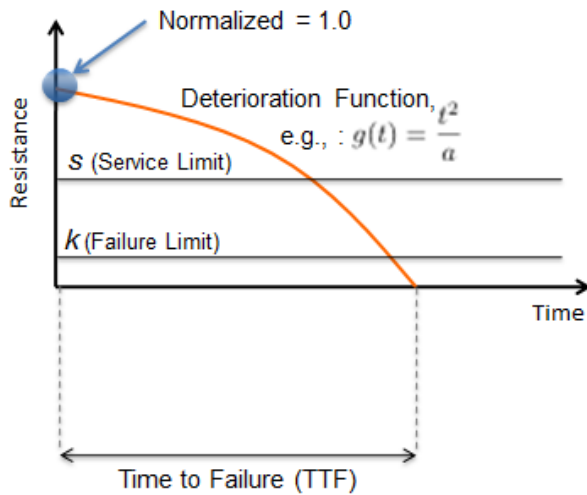 Normalized = 1.0
Deterioration Function,
e.g., : g(t) = t²/a
Resistance
s (Service Limit)
k (Failure Limit)
Time
Time to Failure (TTF)